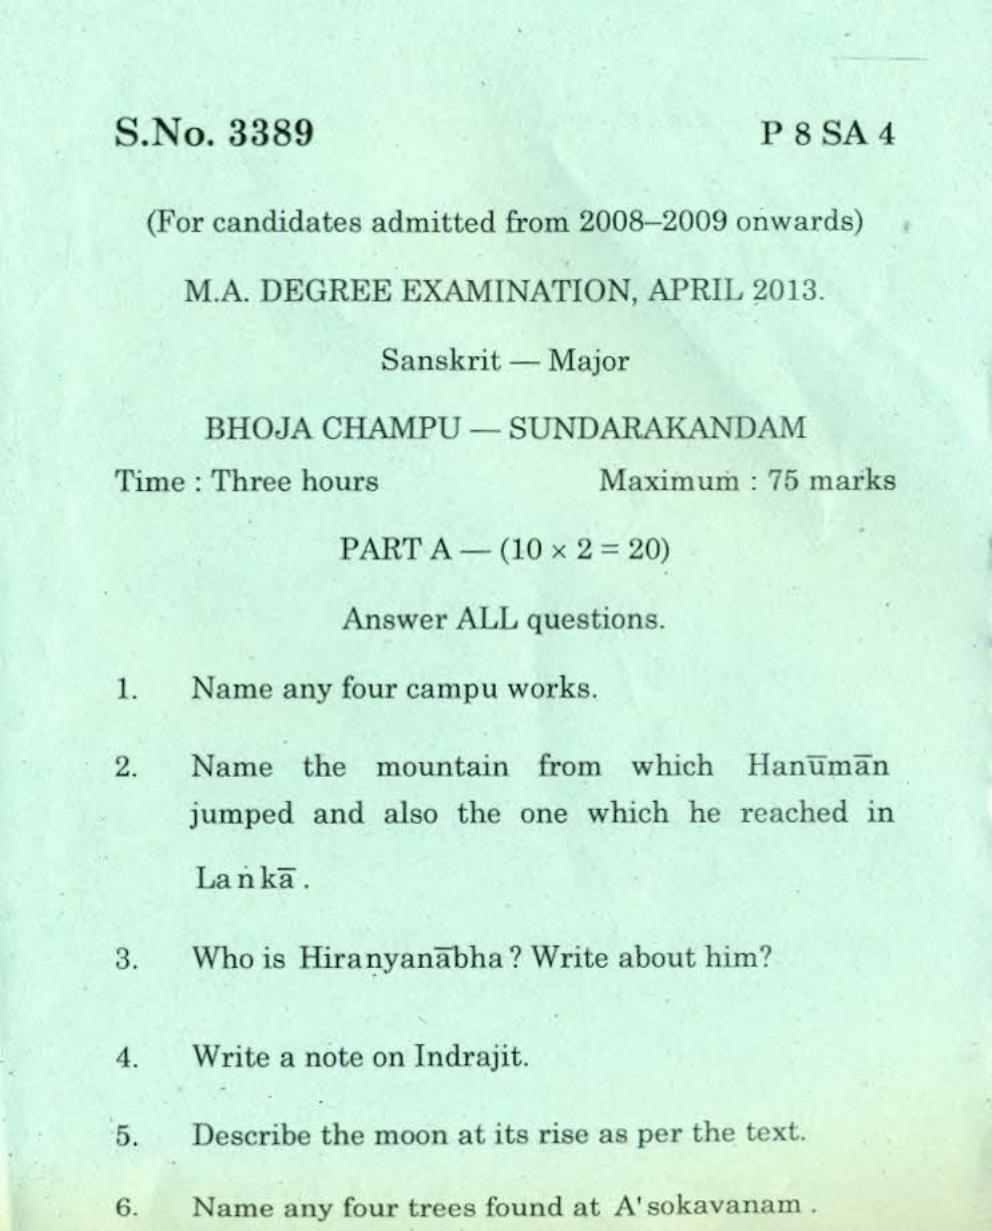 S.No. 3389 P 8 SA 4
(For candidates admitted from 2008–2009 onwards)
M.A. DEGREE EXAMINATION, APRIL 2013.
Sanskrit — Major
BHOJA CHAMPU — SUNDARAKANDAM
Time : Three hours Maximum : 75 marks
PART A — (10 × 2 = 20)
Answer ALL questions.
1. Name any four campu works.
2. Name the mountain from which Hanūmān
jumped and also the one which he reached in
Laṅkā.
3. Who is Hiraṇyanābha? Write about him?
4. Write a note on Indrajit.
5. Describe the moon at its rise as per the text.
6. Name any four trees found at A'sokavanam.